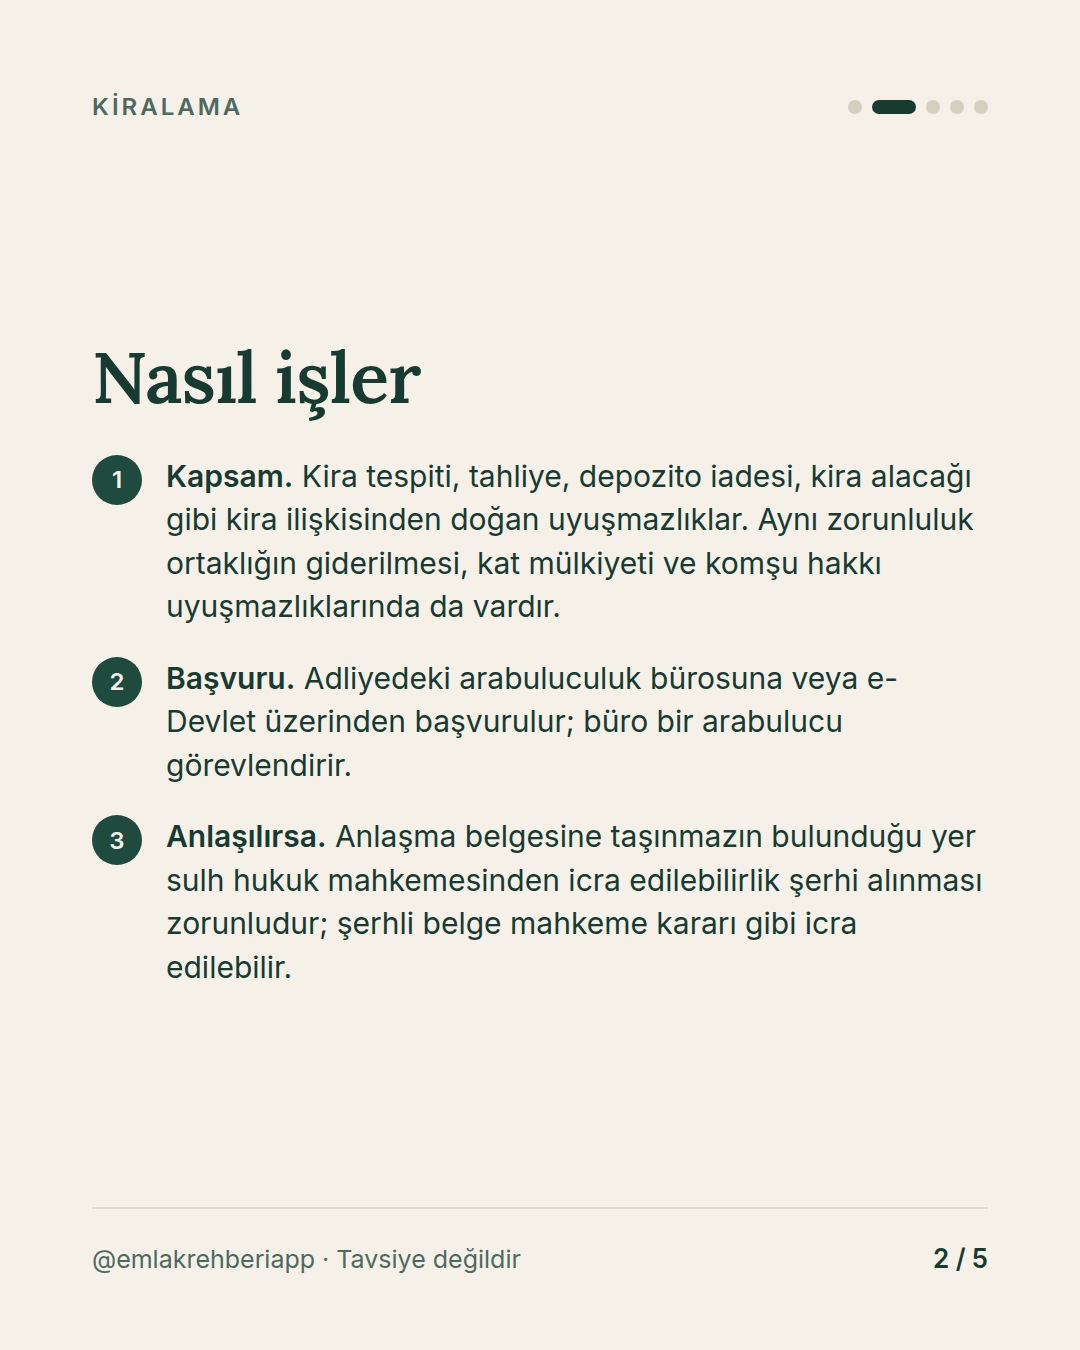 KİRALAMA
Nasıl işler
1 Kapsam. Kira tespiti, tahliye, depozito iadesi, kira alacağı
gibi kira ilişkisinden doğan uyuşmazlıklar. Aynı zorunluluk
ortaklığın giderilmesi, kat mülkiyeti ve komşu hakkı
uyuşmazlıklarında da vardır.
2 Başvuru. Adliyedeki arabuluculuk bürosuna veya e-
Devlet üzerinden başvurulur; büro bir arabulucu
görevlendirir.
3 Anlaşılırsa. Anlaşma belgesine taşınmazın bulunduğu yer
sulh hukuk mahkemesinden icra edilebilirlik şerhi alınması
zorunludur; şerhli belge mahkeme kararı gibi icra
edilebilir.
@emlakrehberiapp · Tavsiye değildir
2 / 5